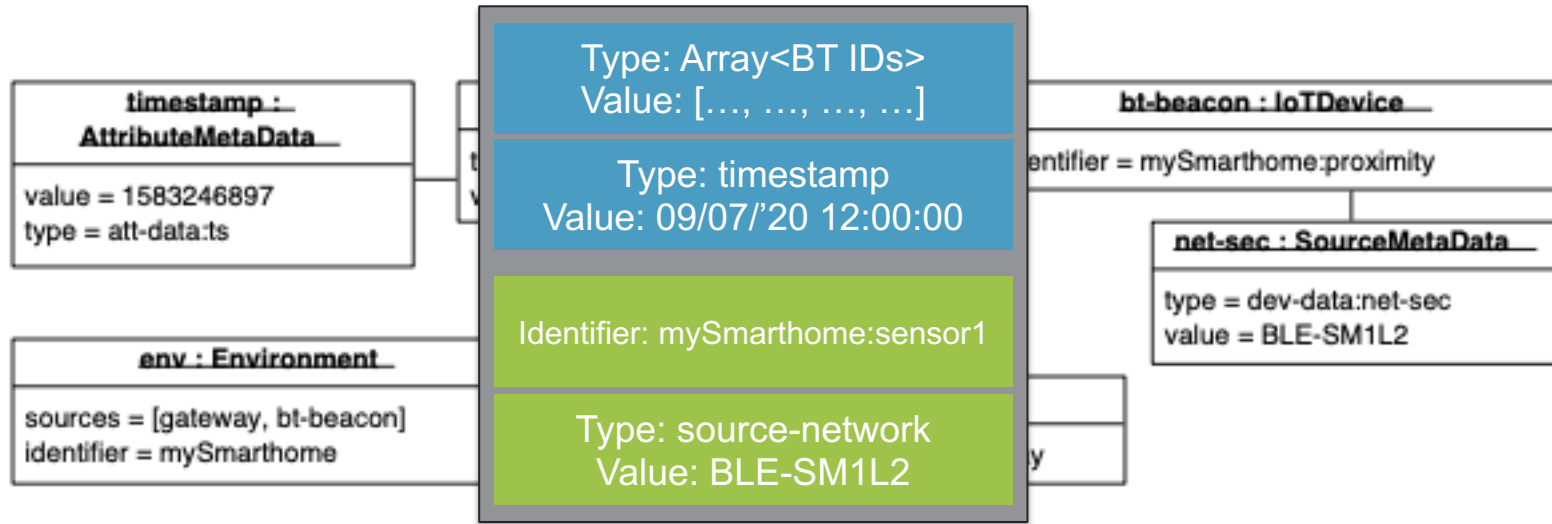 timestamp :
AttributeMetaData
value = 1583246897
type = att-data:ts
env : Environment
sources = [gateway, bt-beacon]
identifier = mySmarthome
Type: Array<BT IDs>
Value: […, …, …, …]
Type: timestamp
Value: 09/07/'20 12:00:00
Identifier: mySmarthome:sensor1
Type: source-network
Value: BLE-SM1L2
bt-beacon : IoTDevice
entifier = mySmarthome:proximity
net-sec : SourceMetaData
type = dev-data:net-sec
value = BLE-SM1L2